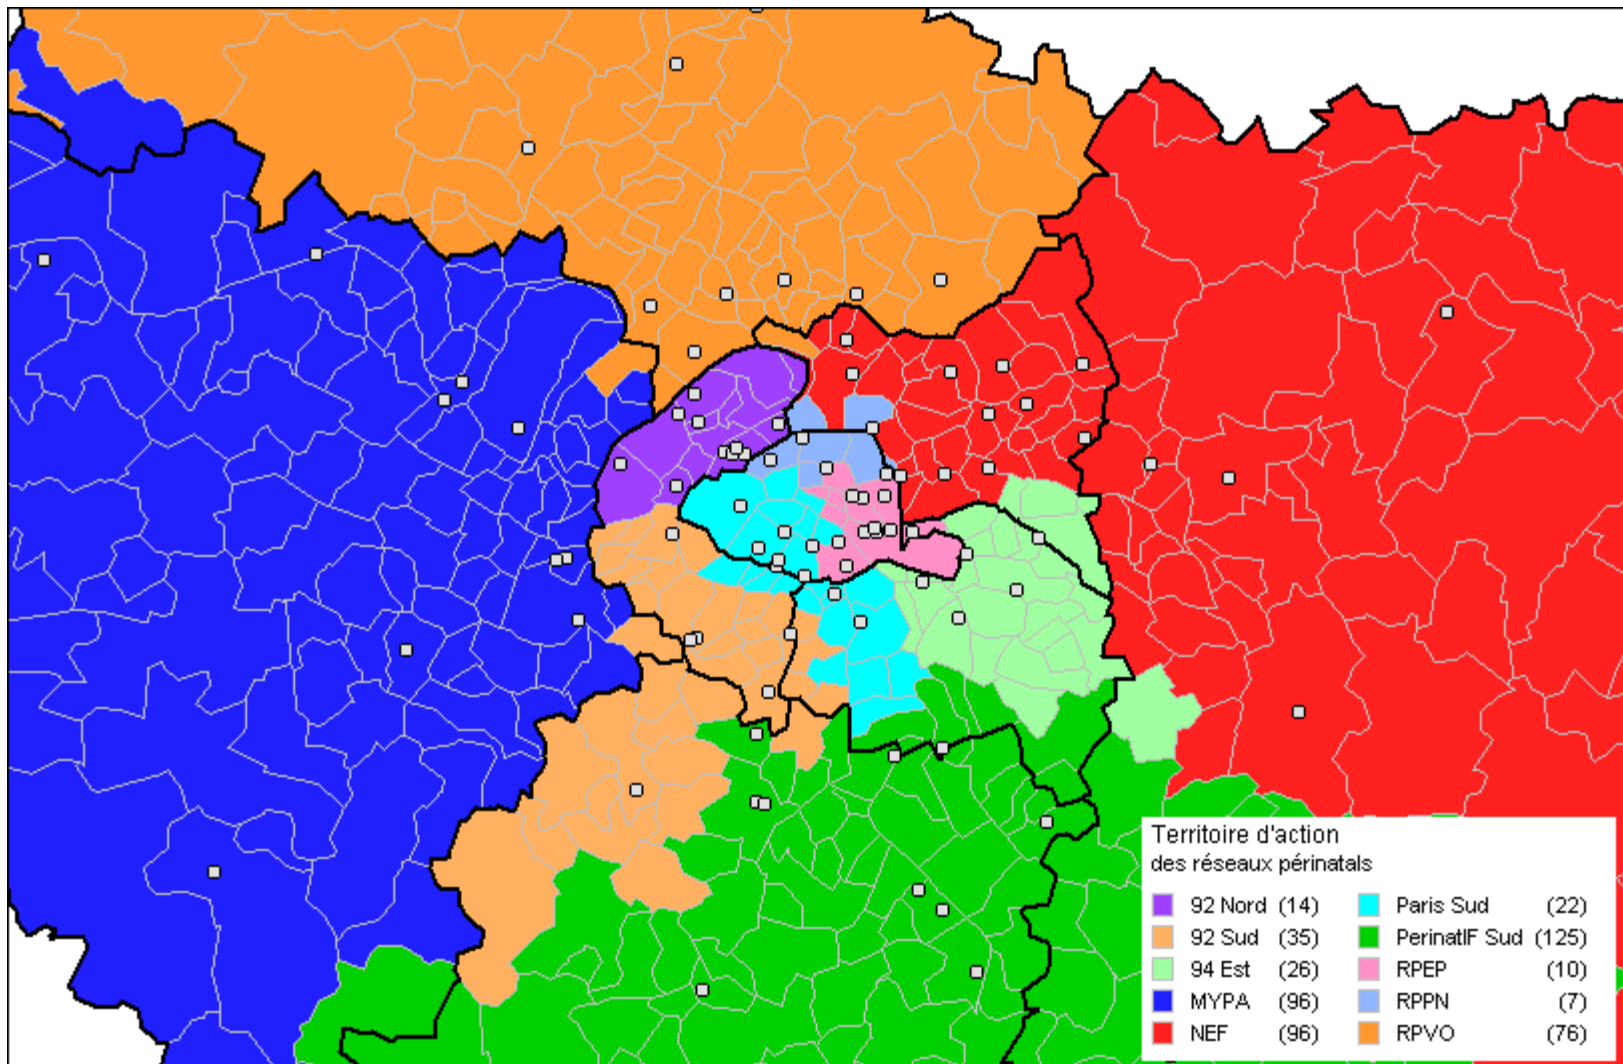 Territoire d'action
des réseaux périnatals
92 Nord (14) Paris Sud (22)
92 Sud (35) PerinatIF Sud (125)
94 Est (26) RPEP (10)
MYPA (96) RPPN (7)
NEF (96) RPVO (76)